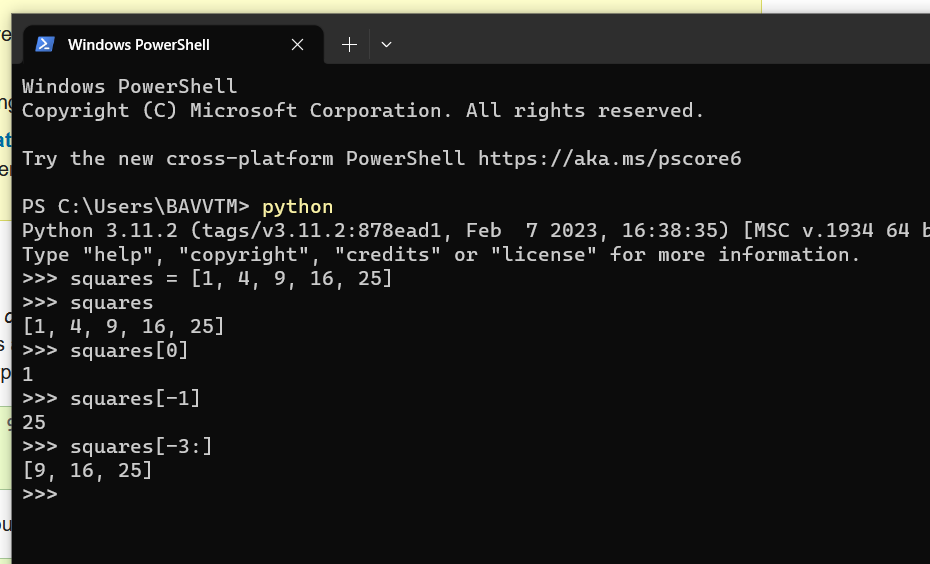 Windows PowerShell
Windows PowerShell
Copyright (C) Microsoft Corporation. All rights reserved.
Try the new cross-platform PowerShell https://aka.ms/pscore6
PS C:\Users\BAVVTM> python
Python 3.11.2 (tags/v3.11.2:878ead1, Feb  7 2023, 16:38:35) [MSC v.1934 64 b
Type "help", "copyright", "credits" or "license" for more information.
>>> squares = [1, 4, 9, 16, 25]
>>> squares
[1, 4, 9, 16, 25]
>>> squares[0]
1
>>> squares[-1]
25
>>> squares[-3:]
[9, 16, 25]
>>>